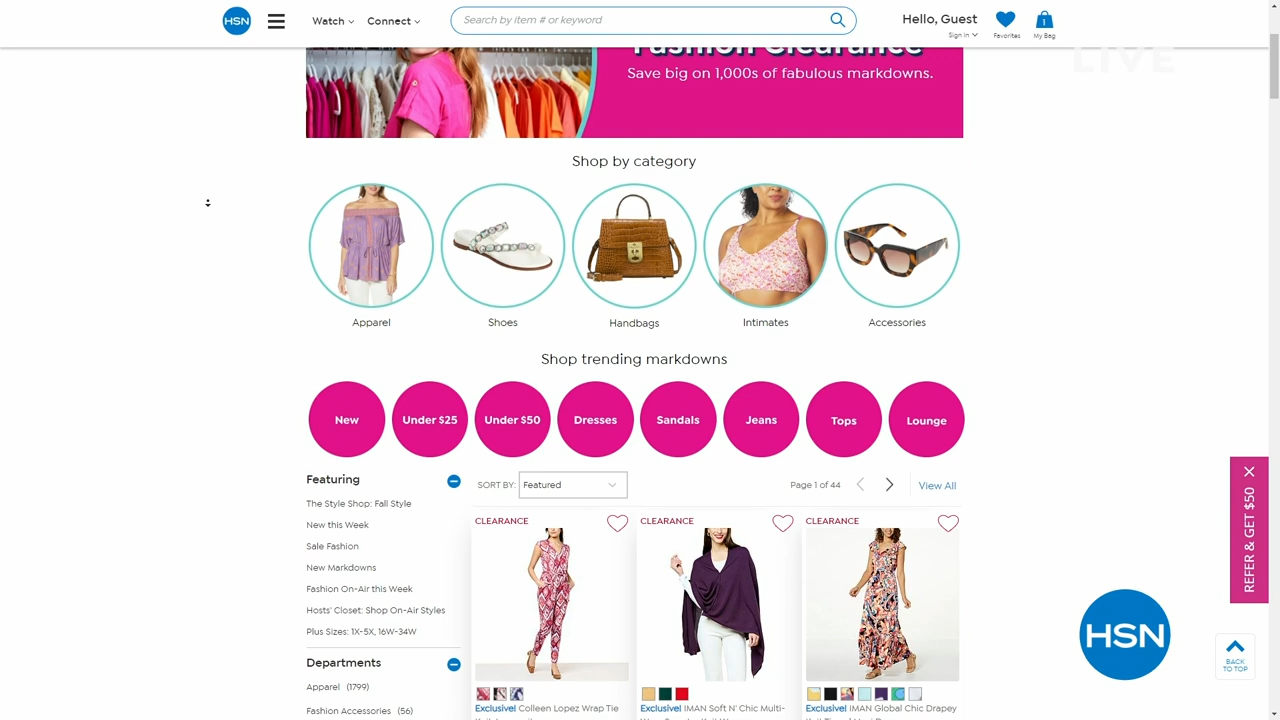 HSN
Watch
Connect
Search by item # or keyword
Hello, Guest
Sign In
Favorites
1
My Bag
LIVE
Fashion Clearance
Save big on 1,000s of fabulous markdowns.
Shop by category
Apparel
Shoes
Handbags
Intimates
Accessories
Shop trending markdowns
New
Under $25
Under $50
Dresses
Sandals
Jeans
Tops
Lounge
Featuring
The Style Shop: Fall Style
New this Week
Sale Fashion
New Markdowns
Fashion On-Air this Week
Hosts' Closet: Shop On-Air Styles
Plus Sizes: 1X-5X, 16W-34W
Departments
Apparel (1799)
Fashion Accessories (56)
SORT BY: Featured
Page 1 of 44
View All
CLEARANCE
Exclusive! Colleen Lopez Wrap Tie
CLEARANCE
Exclusive! IMAN Soft N' Chic Multi-
CLEARANCE
Exclusive! IMAN Global Chic Drapey
REFER & GET $50
HSN
BACK
TO TOP